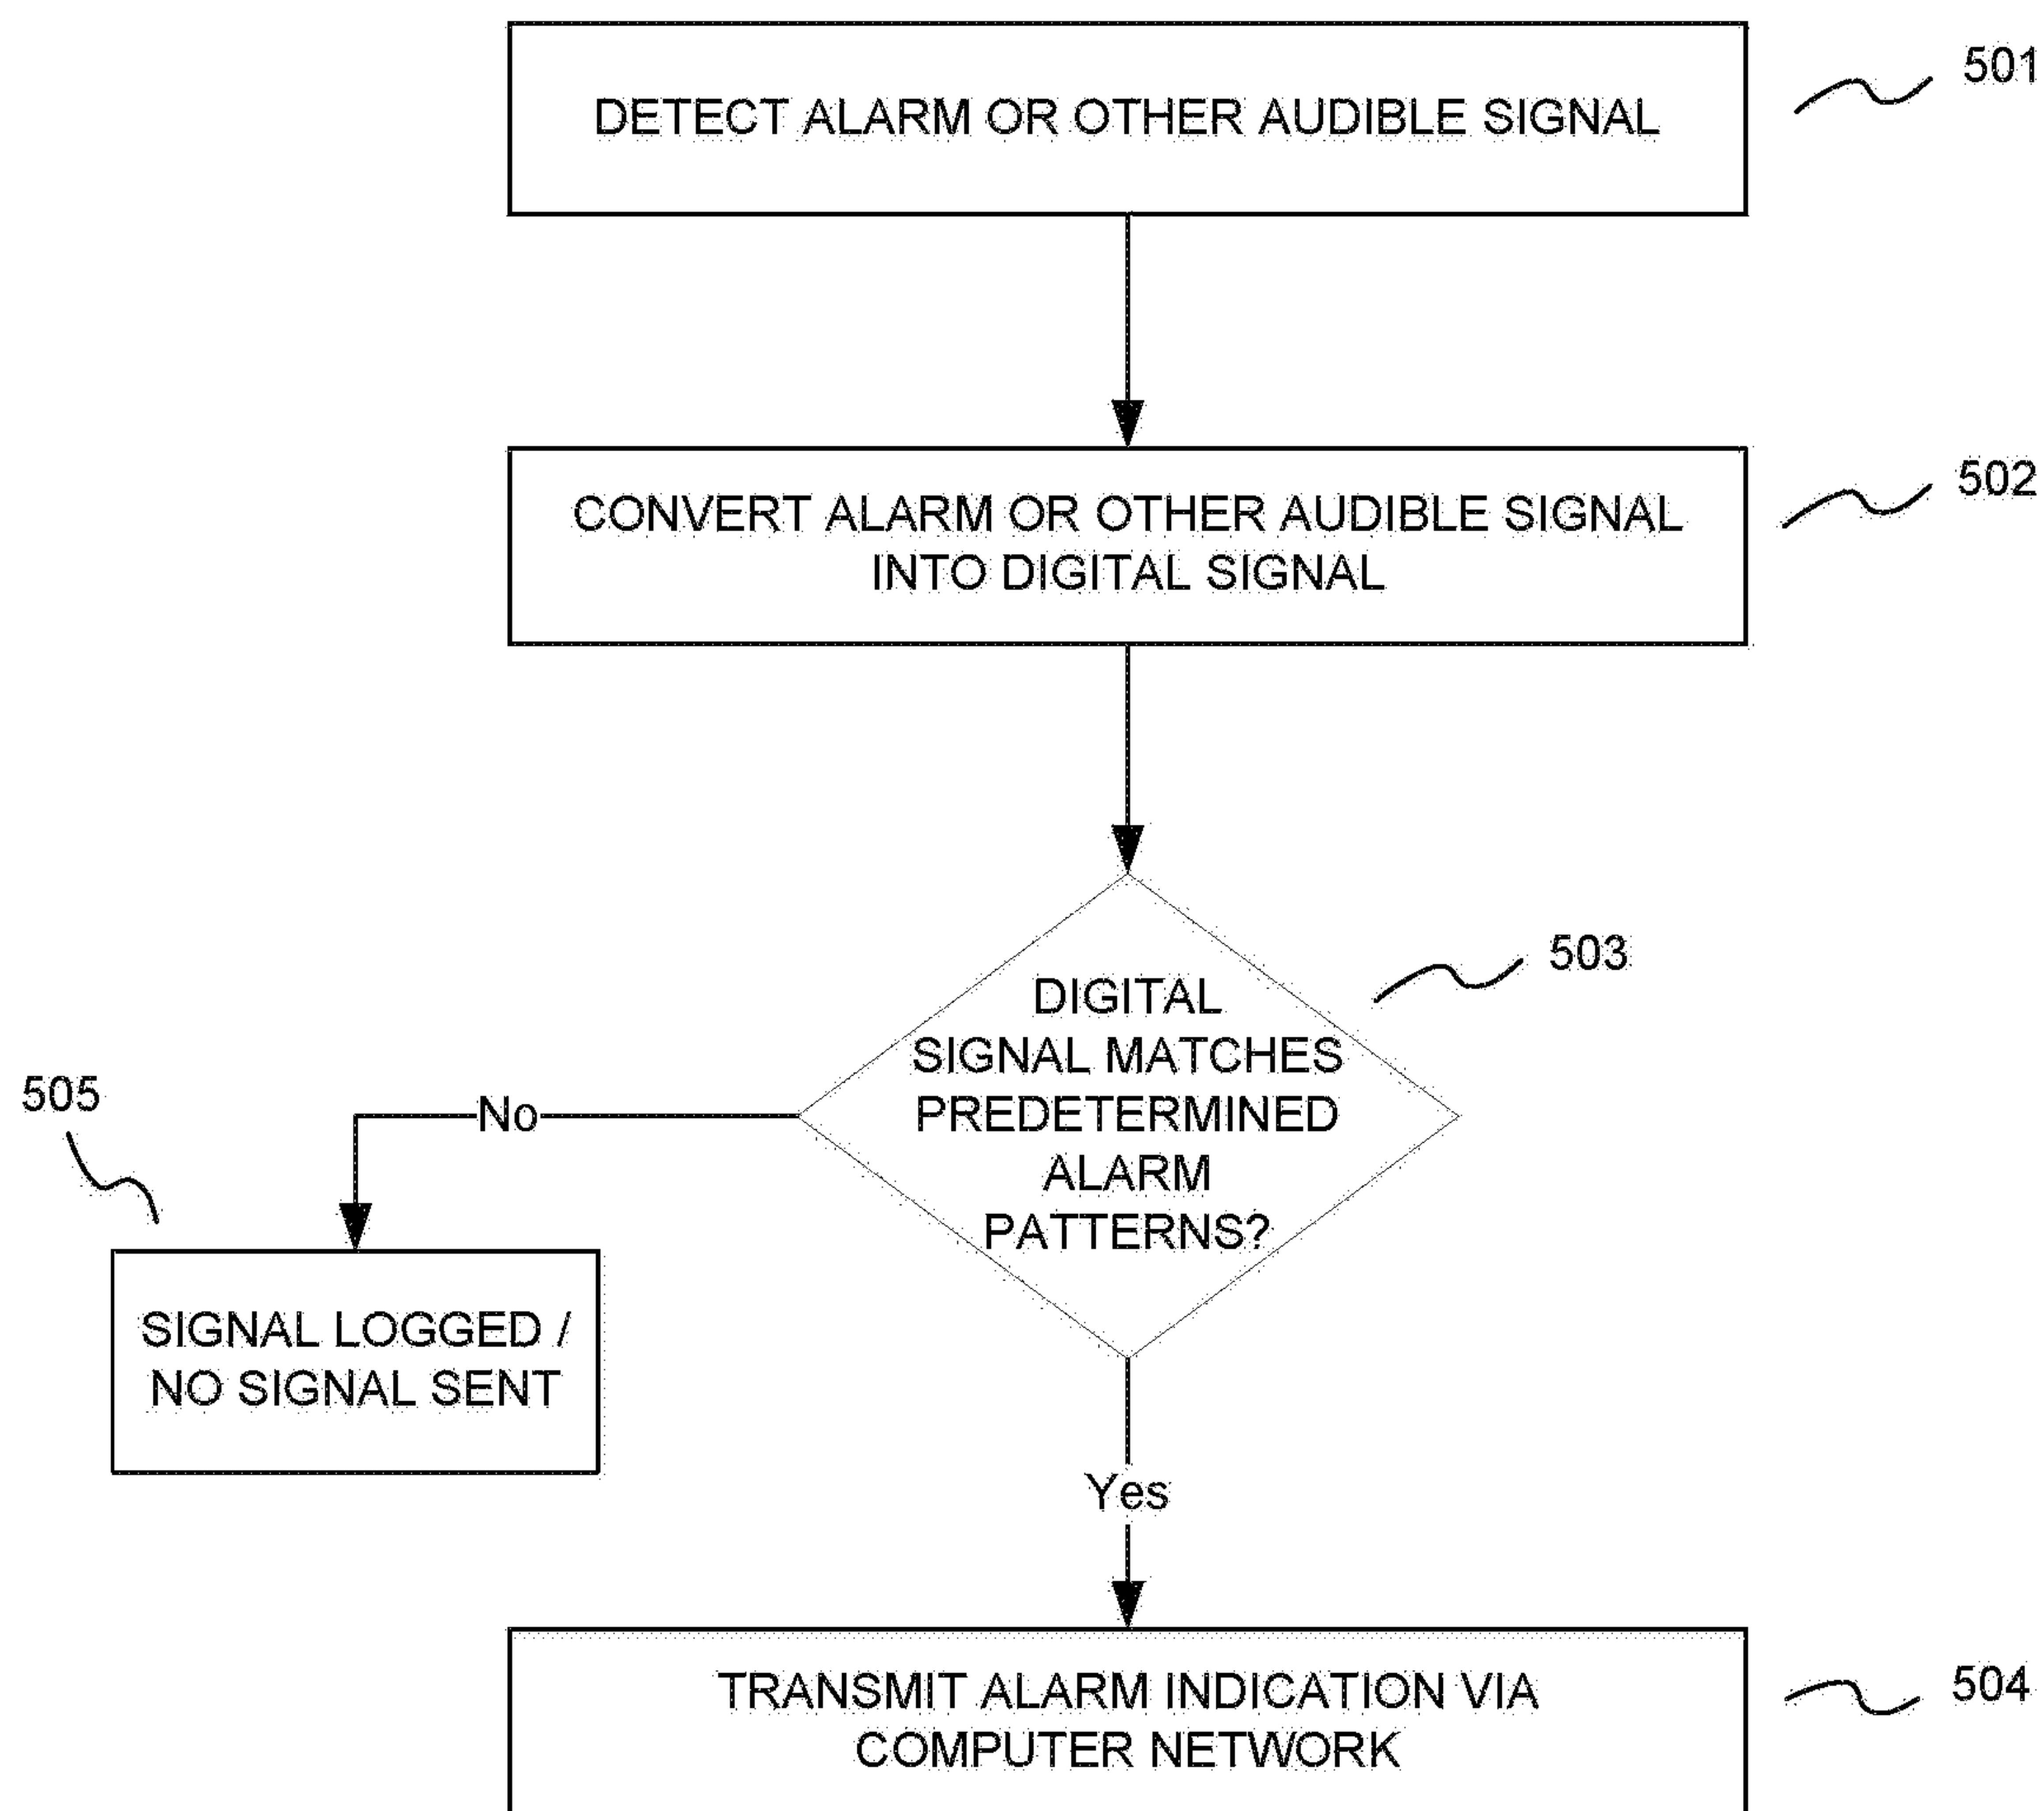 DETECT ALARM OR OTHER AUDIBLE SIGNAL
501
CONVERT ALARM OR OTHER AUDIBLE SIGNAL
INTO DIGITAL SIGNAL
502
DIGITAL
SIGNAL MATCHES
PREDETERMINED
ALARM
PATTERNS?
503
No
505
SIGNAL LOGGED /
NO SIGNAL SENT
Yes
TRANSMIT ALARM INDICATION VIA
COMPUTER NETWORK
504